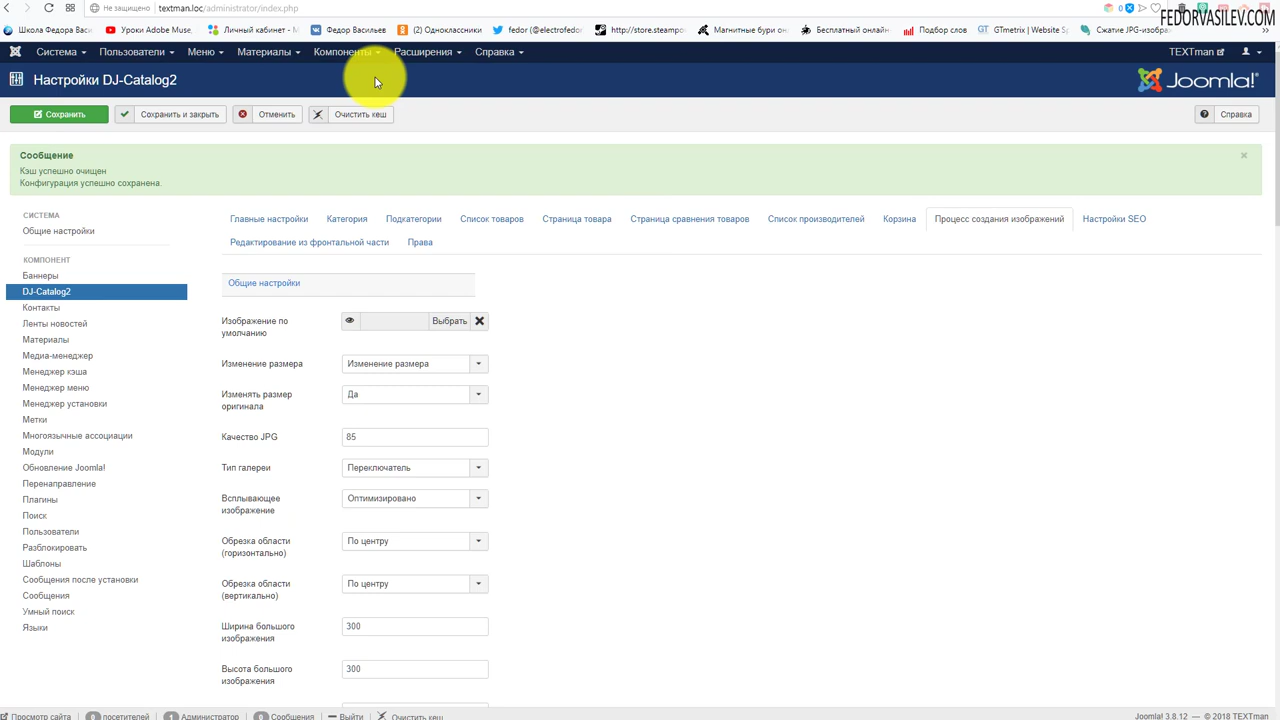 Не защищено
textman.loc/administrator/index.php
0
FEDORVASILEV.COM
Школа Федора Васи
Уроки Adobe Muse,
Личный кабинет - Г
Федор Васильев
(2) Одноклассники
fedor (@electrofedor
http://store.steampo
Магнитные бури он
Бесплатный онлайн
Подбор слов
GTmetrix | Website S
Сжатие JPG-изобра
Система
Пользователи
Меню
Материалы
Компоненты
Расширения
Справка
TEXTman
Настройки DJ-Catalog2
Joomla!
Сохранить
Сохранить и закрыть
Отменить
Очистить кеш
Справка
Сообщение
Кэш успешно очищен
Конфигурация успешно сохранена.
СИСТЕМА
Общие настройки
КОМПОНЕНТ
Баннеры
DJ-Catalog2
Контакты
Ленты новостей
Материалы
Медиа-менеджер
Менеджер кэша
Менеджер меню
Менеджер установки
Метки
Многоязычные ассоциации
Модули
Обновление Joomla!
Перенаправление
Плагины
Поиск
Пользователи
Разблокировать
Шаблоны
Сообщения после установки
Сообщения
Умный поиск
Языки
Главные настройки
Категория
Подкатегории
Список товаров
Страница товара
Страница сравнения товаров
Список производителей
Корзина
Процесс создания изображений
Настройки SEO
Редактирование из фронтальной части
Права
Общие настройки
Изображение по
умолчанию
Выбрать
Изменение размера
Изменение размера
Изменять размер
оригинала
Да
Качество JPG
85
Тип галереи
Переключатель
Всплывающее
изображение
Оптимизировано
Обрезка области
(горизонтально)
По центру
Обрезка области
(вертикально)
По центру
Ширина большого
изображения
300
Высота большого
изображения
300
Просмотр сайта
0 посетителей
1 Администратор
0 Сообщения
Выйти
Очистить кеш
Joomla! 3.8.12 — © 2018 TEXTman